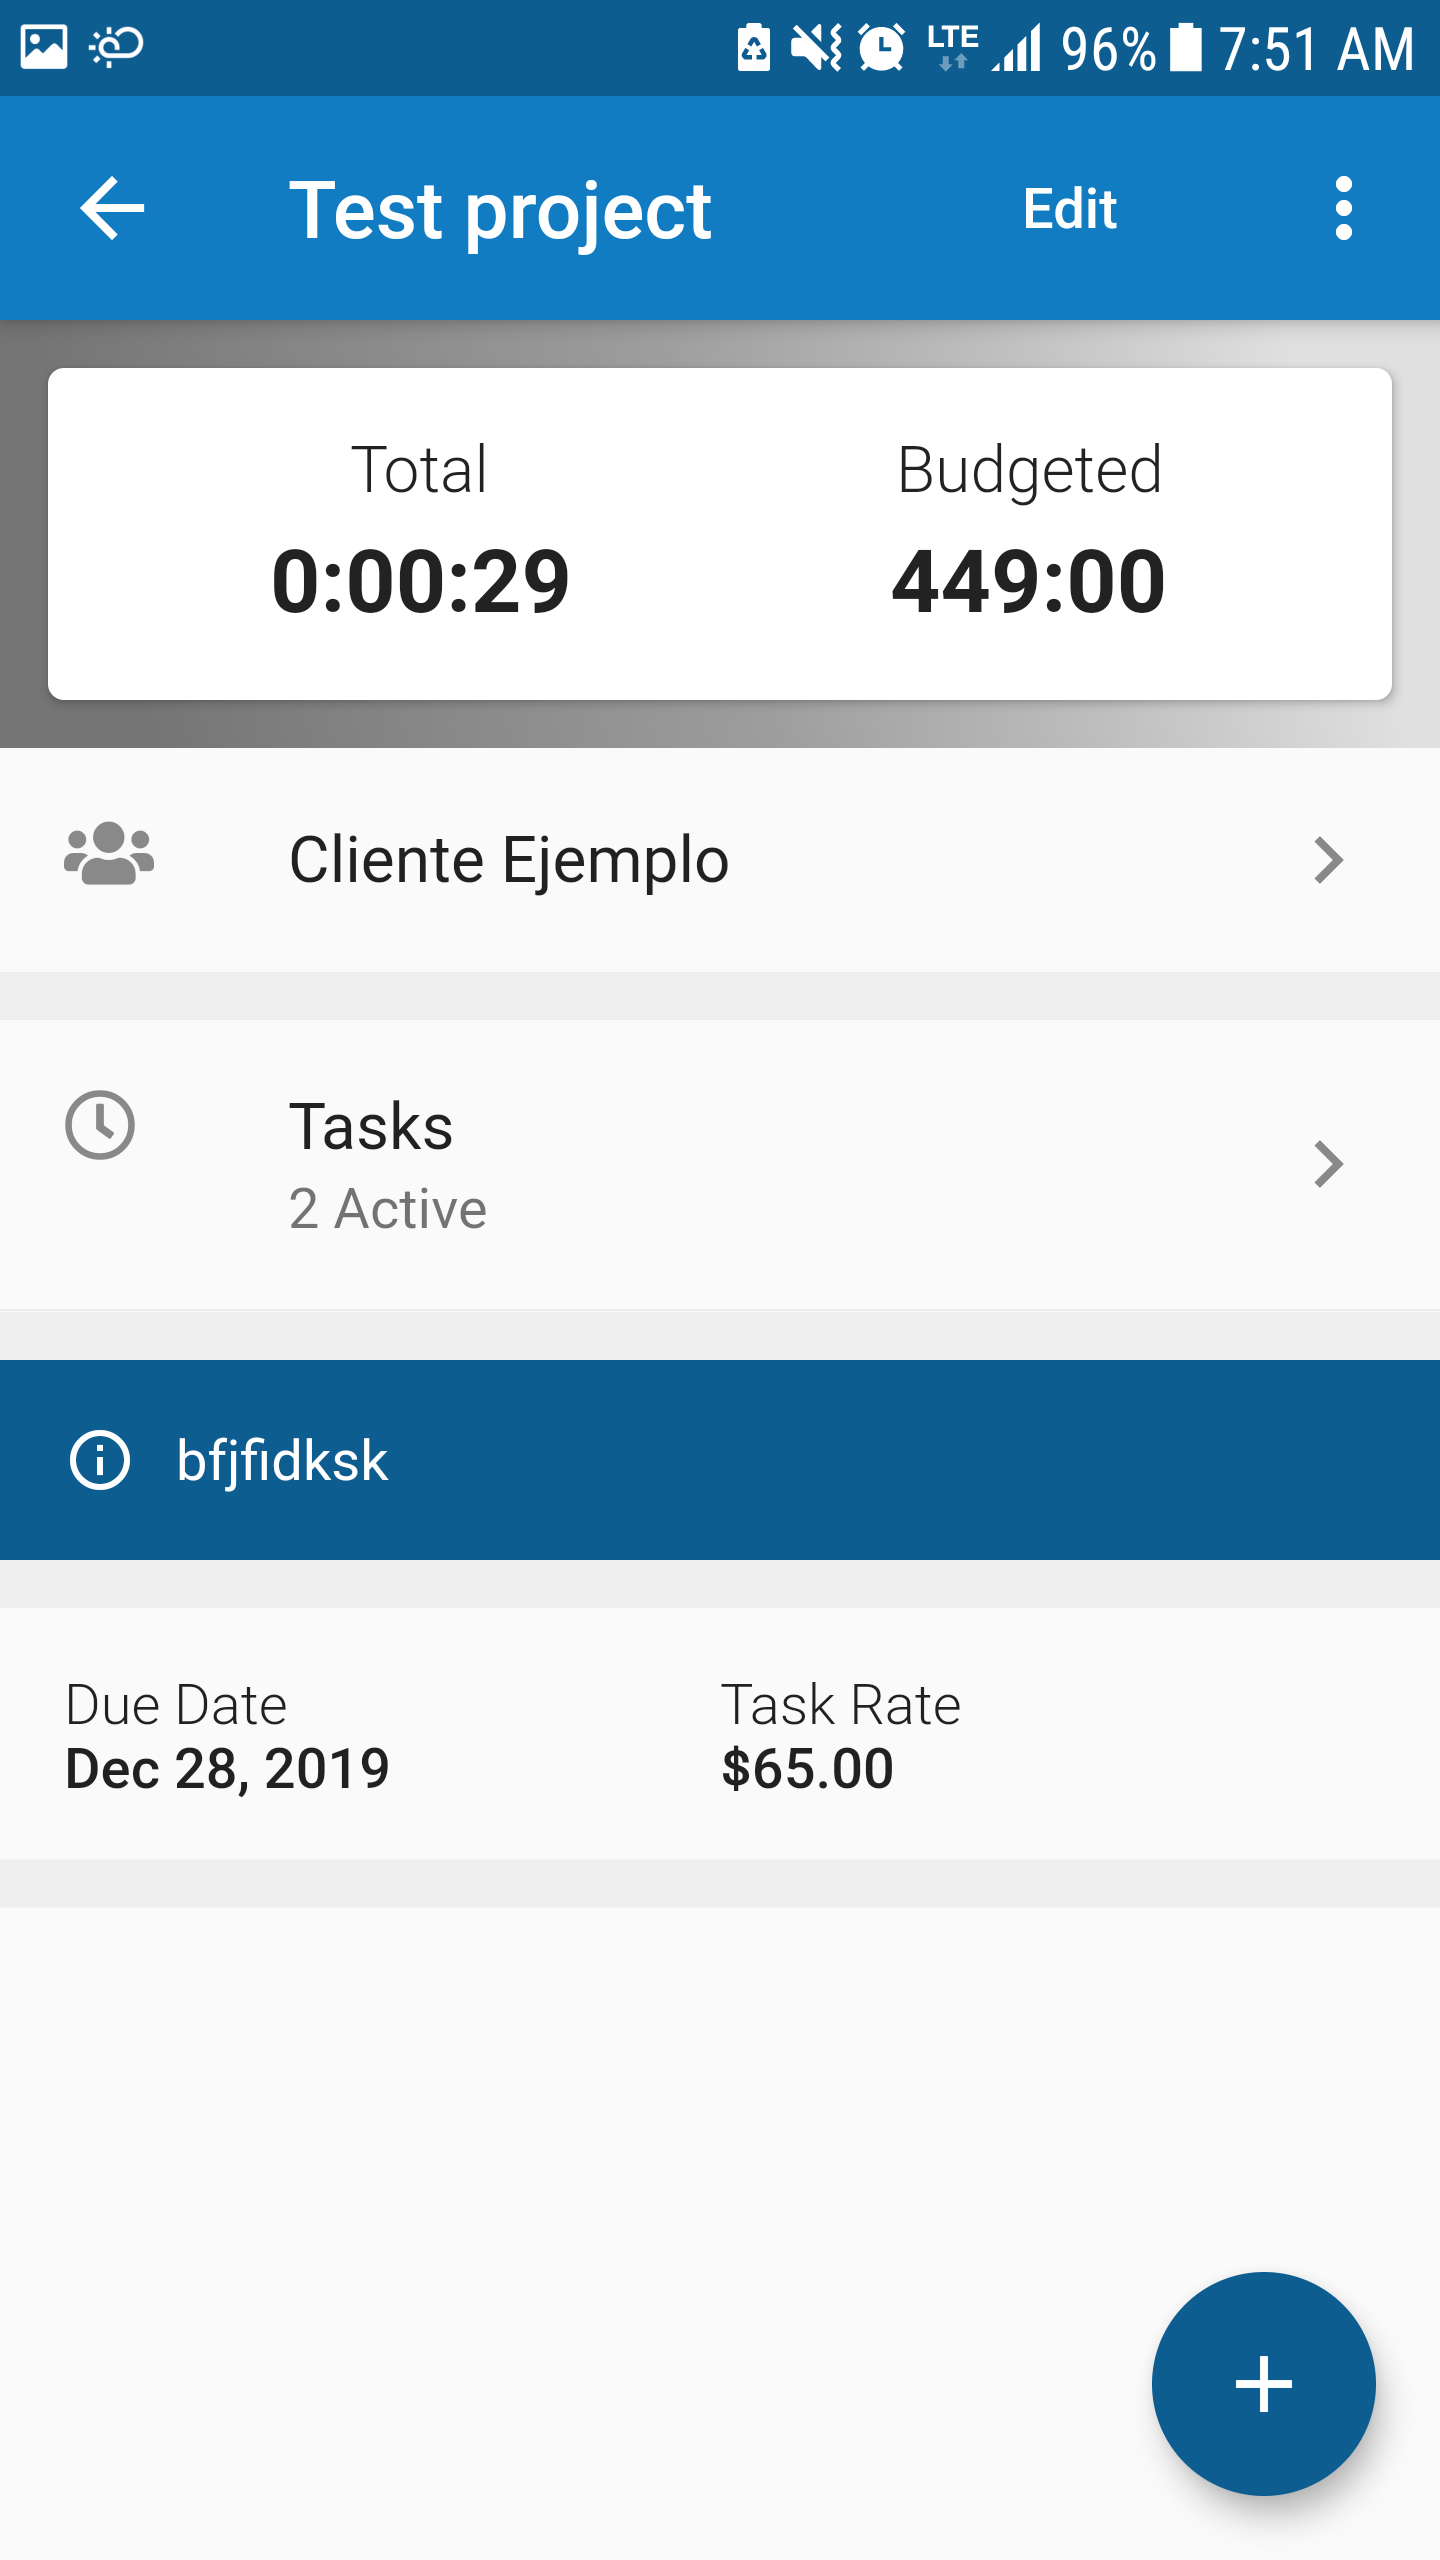 LTE 96% 7:51 AM
Test project Edit
Total Budgeted
0:00:29 449:00
Cliente Ejemplo
Tasks
2 Active
bfjfidksk
Due Date Task Rate
Dec 28, 2019 $65.00